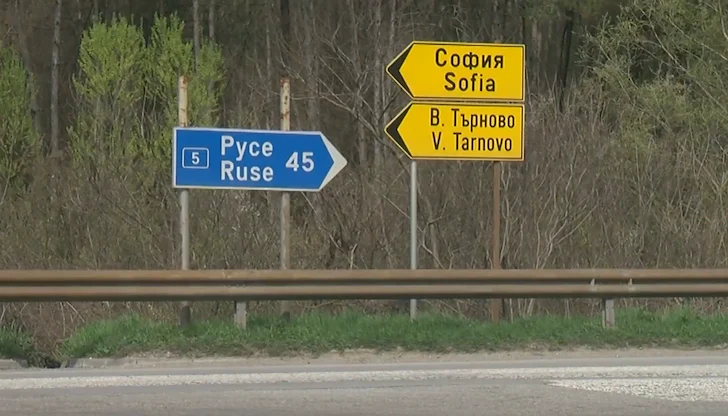 5
Русе
Ruse
45
София
Sofia
В. Търново
V. Tarnovo